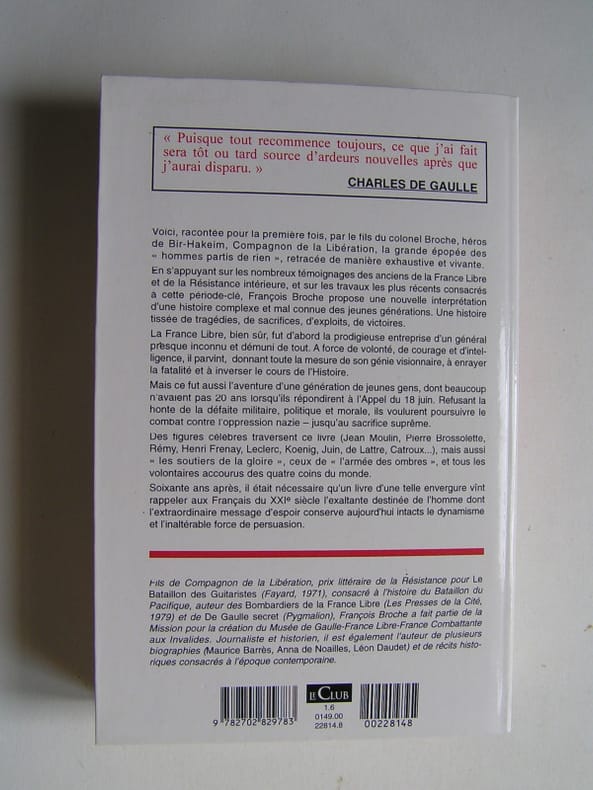 « Puisque tout recommence toujours, ce que j'ai fait
sera tôt ou tard source d'ardeurs nouvelles après que
j'aurai disparu. »
CHARLES DE GAULLE
Voici, racontée pour la première fois, par le fils du colonel Broche, héros
de Bir-Hakeim, Compagnon de la Libération, la grande épopée des
« hommes partis de rien », retracée de manière exhaustive et vivante.
En s'appuyant sur les nombreux témoignages des anciens de la France Libre
et de la Résistance intérieure, et sur les travaux les plus récents consacrés
à cette période-clé, François Broche propose une nouvelle interprétation
d'une histoire complexe et mal connue des jeunes générations. Une histoire
tissée de tragédies, de sacrifices, d'exploits, de victoires.
La France Libre, bien sûr, fut d'abord la prodigieuse entreprise d'un général
presque inconnu et démuni de tout. A force de volonté, de courage et d'intel-
ligence, il parvint, donnant toute la mesure de son génie visionnaire, à enrayer
la fatalité et à inverser le cours de l'Histoire.
Mais ce fut aussi l'aventure d'une génération de jeunes gens, dont beaucoup
n'avaient pas 20 ans lorsqu'ils répondirent à l'Appel du 18 juin. Refusant la
honte de la défaite militaire, politique et morale, ils voulurent poursuivre le
combat contre l'oppression nazie – jusqu'au sacrifice suprême.
Des figures célèbres traversent ce livre (Jean Moulin, Pierre Brossolette,
Rémy, Henri Frenay, Leclerc, Koenig, Juin, de Lattre, Catroux...), mais aussi
« les soutiers de la gloire », ceux de « l'armée des ombres », et tous les
volontaires accourus des quatre coins du monde.
Soixante ans après, il était nécessaire qu'un livre d'une telle envergure vînt
rappeler aux Français du XXIe siècle l'exaltante destinée de l'homme dont
l'extraordinaire message d'espoir conserve aujourd'hui intacts le dynamisme
et l'inaltérable force de persuasion.
Fils de Compagnon de la Libération, prix littéraire de la Résistance pour Le
Bataillon des Guitaristes (Fayard, 1971), consacré à l'histoire du Bataillon du
Pacifique, auteur des Bombardiers de la France Libre (Les Presses de la Cité,
1979) et de De Gaulle secret (Pygmalion), François Broche a fait partie de la
Mission pour la création du Musée de Gaulle-France Libre-France Combattante
aux Invalides. Journaliste et historien, il est également l'auteur de plusieurs
biographies (Maurice Barrès, Anna de Noailles, Léon Daudet) et de récits histo-
riques consacrés à l'époque contemporaine.
LE CLUB
1.6
0149.00
22814.8
9 782702 829783
00228148